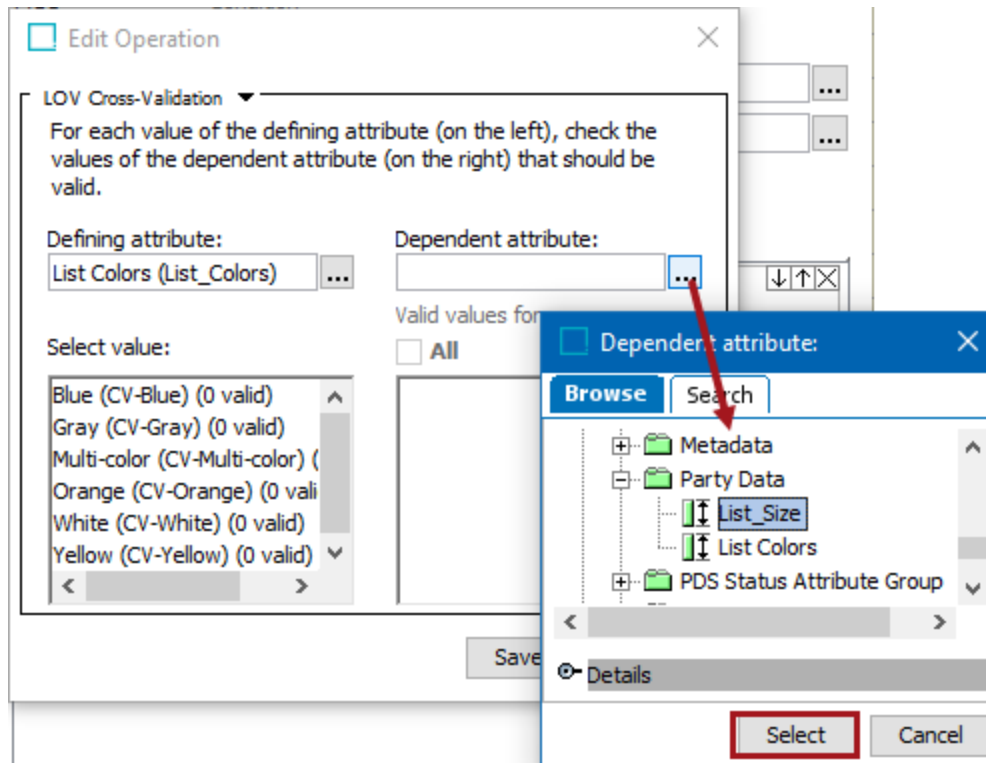 Edit Operation
LOV Cross-Validation
For each value of the defining attribute (on the left), check the
values of the dependent attribute (on the right) that should be
valid.
Defining attribute:
Dependent attribute:
List Colors (List_Colors)
...
...
...
...
Valid values for
Select value:
All
Blue (CV-Blue) (0 valid)
Gray (CV-Gray) (0 valid)
Multi-color (CV-Multi-color) (
Orange (CV-Orange) (0 vali
White (CV-White) (0 valid)
Yellow (CV-Yellow) (0 valid)
Save
Dependent attribute:
Browse
Search
Metadata
Party Data
List_Size
List Colors
PDS Status Attribute Group
Details
Select
Cancel